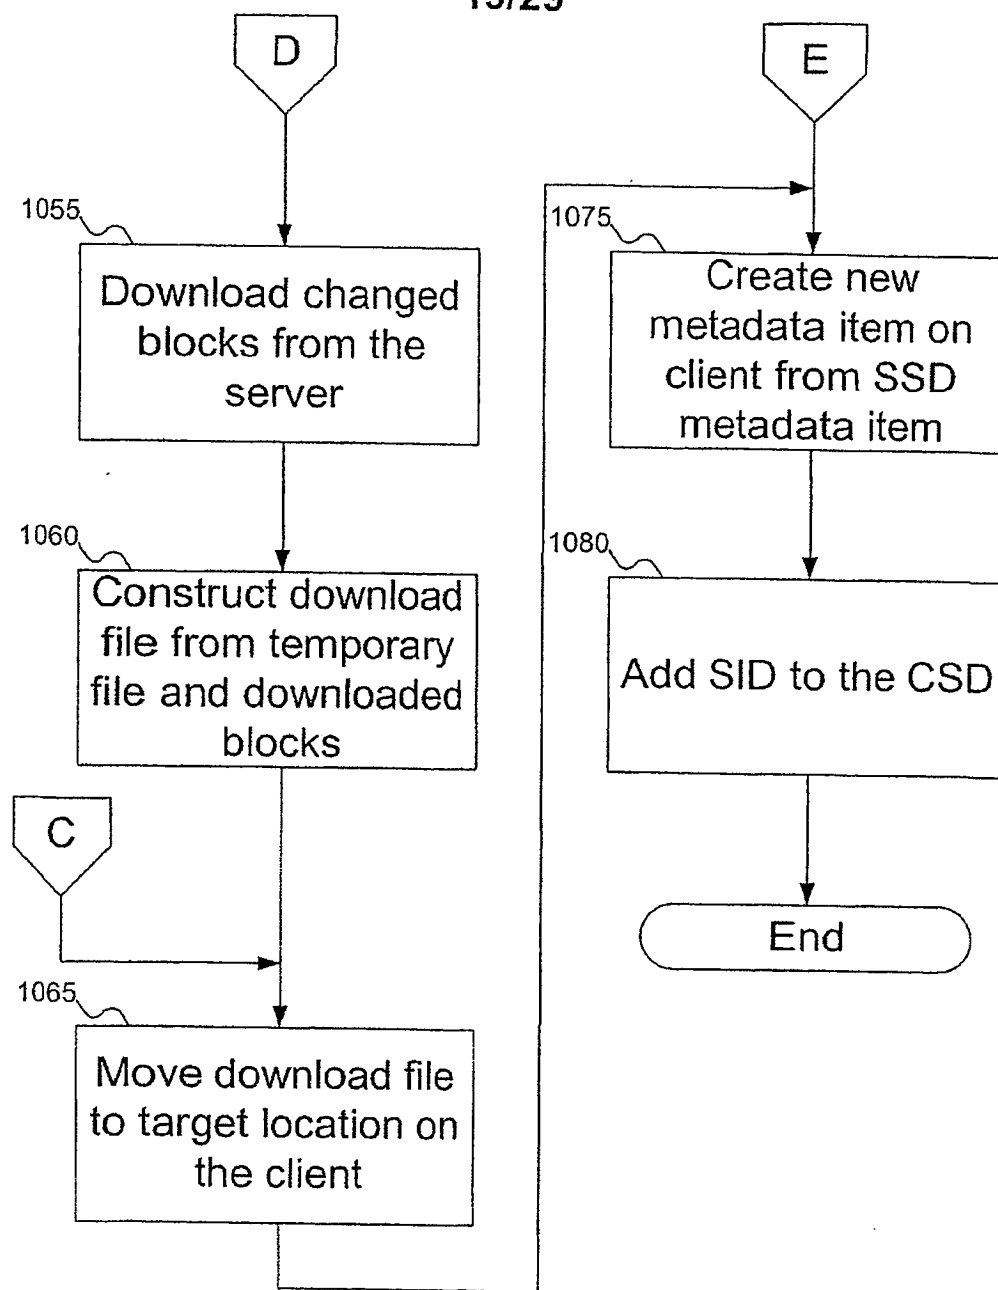 D
1055
Download changed
blocks from the
server
1060
Construct download
file from temporary
file and downloaded
blocks
C
1065
Move download file
to target location on
the client
E
1075
Create new
metadata item on
client from SSD
metadata item
1080
Add SID to the CSD
End